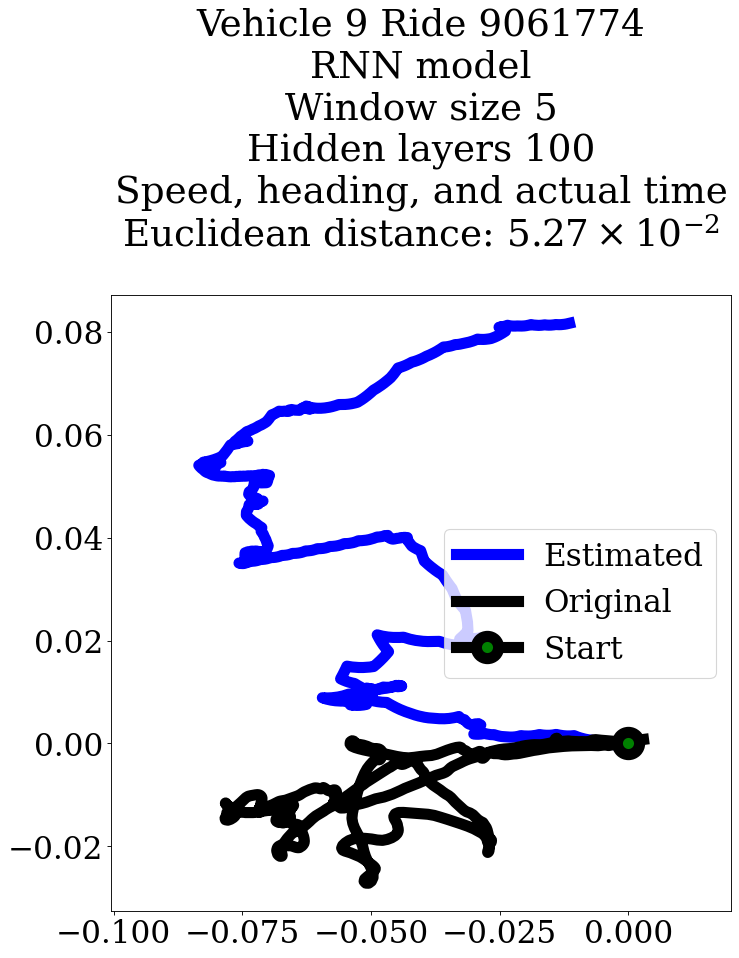 Vehicle 9 Ride 9061774
RNN model
Window size 5
Hidden layers 100
Speed, heading, and actual time
Euclidean distance: 5.27 × 10⁻²
0.08
0.06
0.04
0.02
0.00
−0.02
Estimated
Original
Start
−0.100 −0.075 −0.050 −0.025 0.000